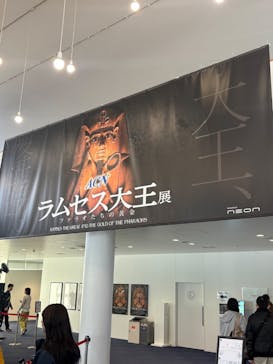 大王、
ACN
ラムセス大王展
ファラオたちの黄金
RAMSES THE GREAT AND THE GOLD OF THE PHARAOHS
NEON